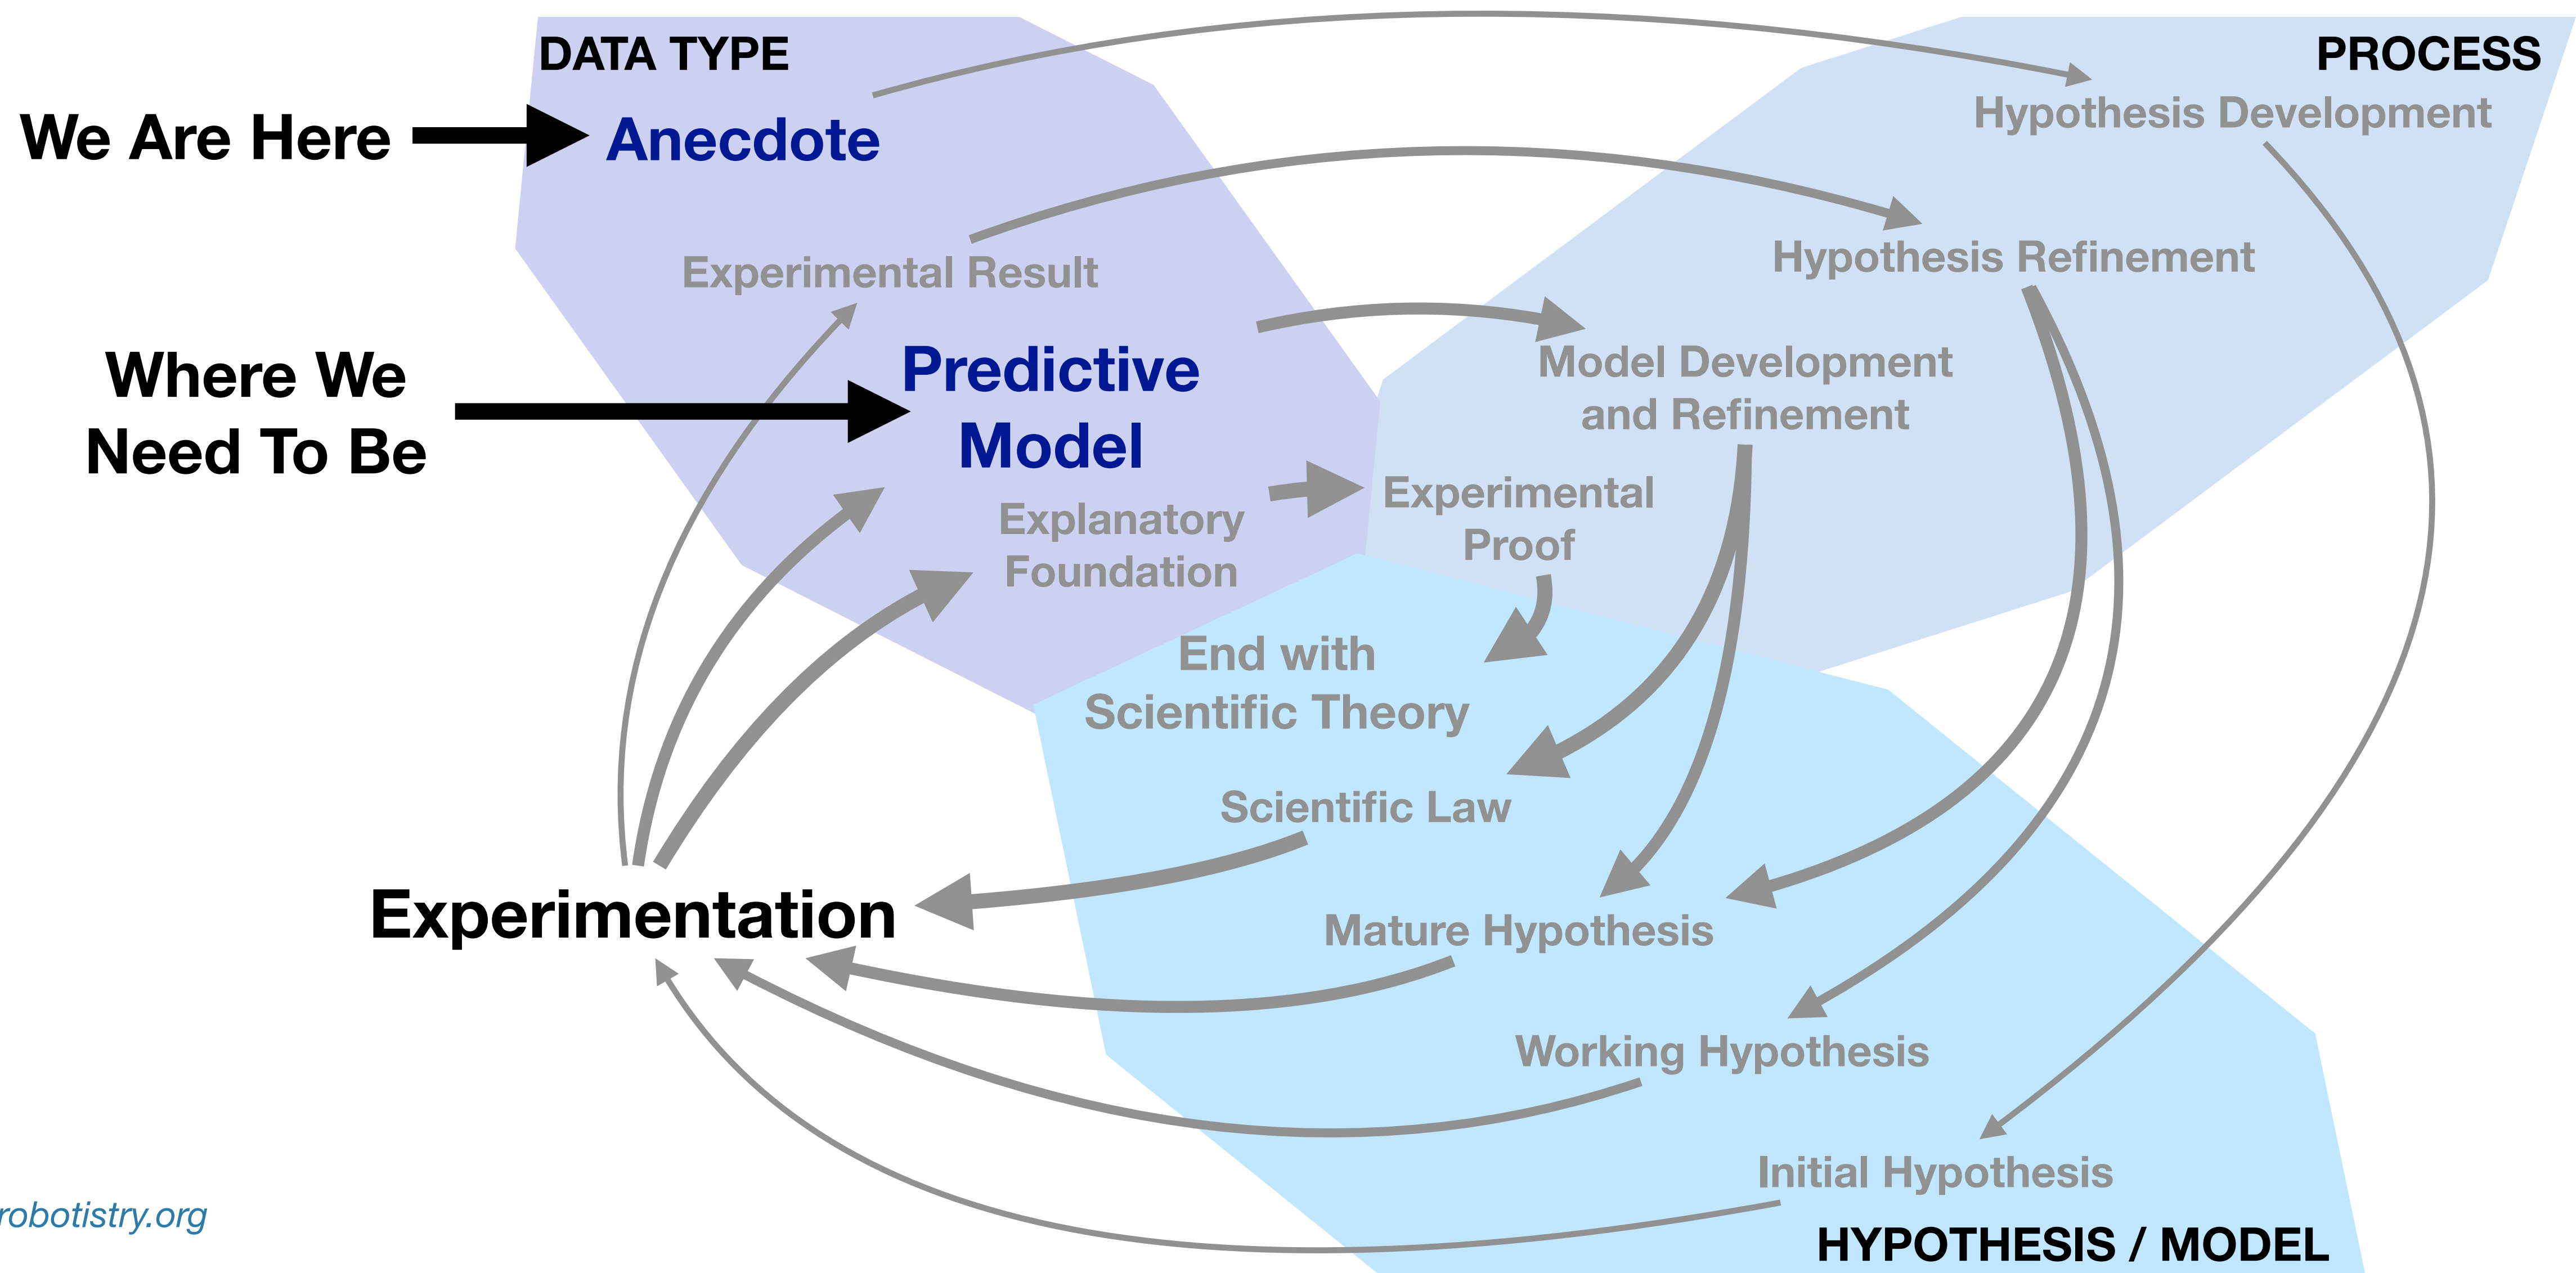 DATA TYPE
PROCESS
We Are Here
Anecdote
Hypothesis Development
Experimental Result
Hypothesis Refinement
Where We
Need To Be
Predictive
Model
Model Development
and Refinement
Explanatory
Foundation
Experimental
Proof
End with
Scientific Theory
Scientific Law
Experimentation
Mature Hypothesis
Working Hypothesis
Initial Hypothesis
robotistry.org
HYPOTHESIS / MODEL